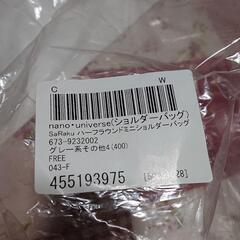 C W
nano・universe(ショルダーバッグ)
SaRaku ハーフラウンドミニショルダーバッグ
673-9232002
グレー系その他4(400)
FREE
043-F
455193975